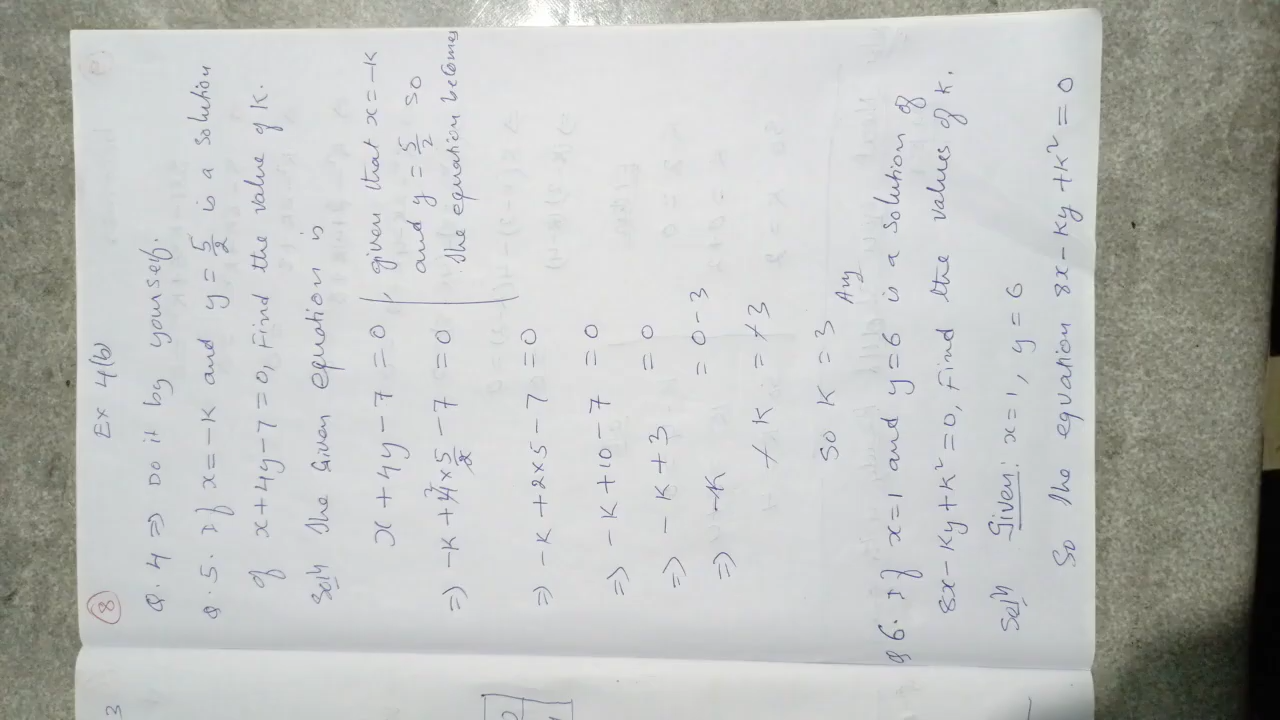 8
Ex 4(b)
Q. 4 ⇒ Do it by yourself.
Q. 5. If x = -K and y = 5/2 is a solution
of x + 4y - 7 = 0, Find the value of K.
Soln The Given equation is
x + 4y - 7 = 0
⇒ -K + 4 × 5/2 - 7 = 0
given that x = -K
and y = 5/2 so
the equation becomes
⇒ -K + 2×5 - 7 = 0
⇒ -K + 10 - 7 = 0
⇒ -K + 3 = 0
⇒ -K = 0 - 3
-K = -3
So K = 3
Ans
Q 6. If x = 1 and y = 6 is a solution of
8x - Ky + K² = 0, Find the values of K.
Soln Given: x = 1, y = 6
So the equation 8x - Ky + K² = 0
3